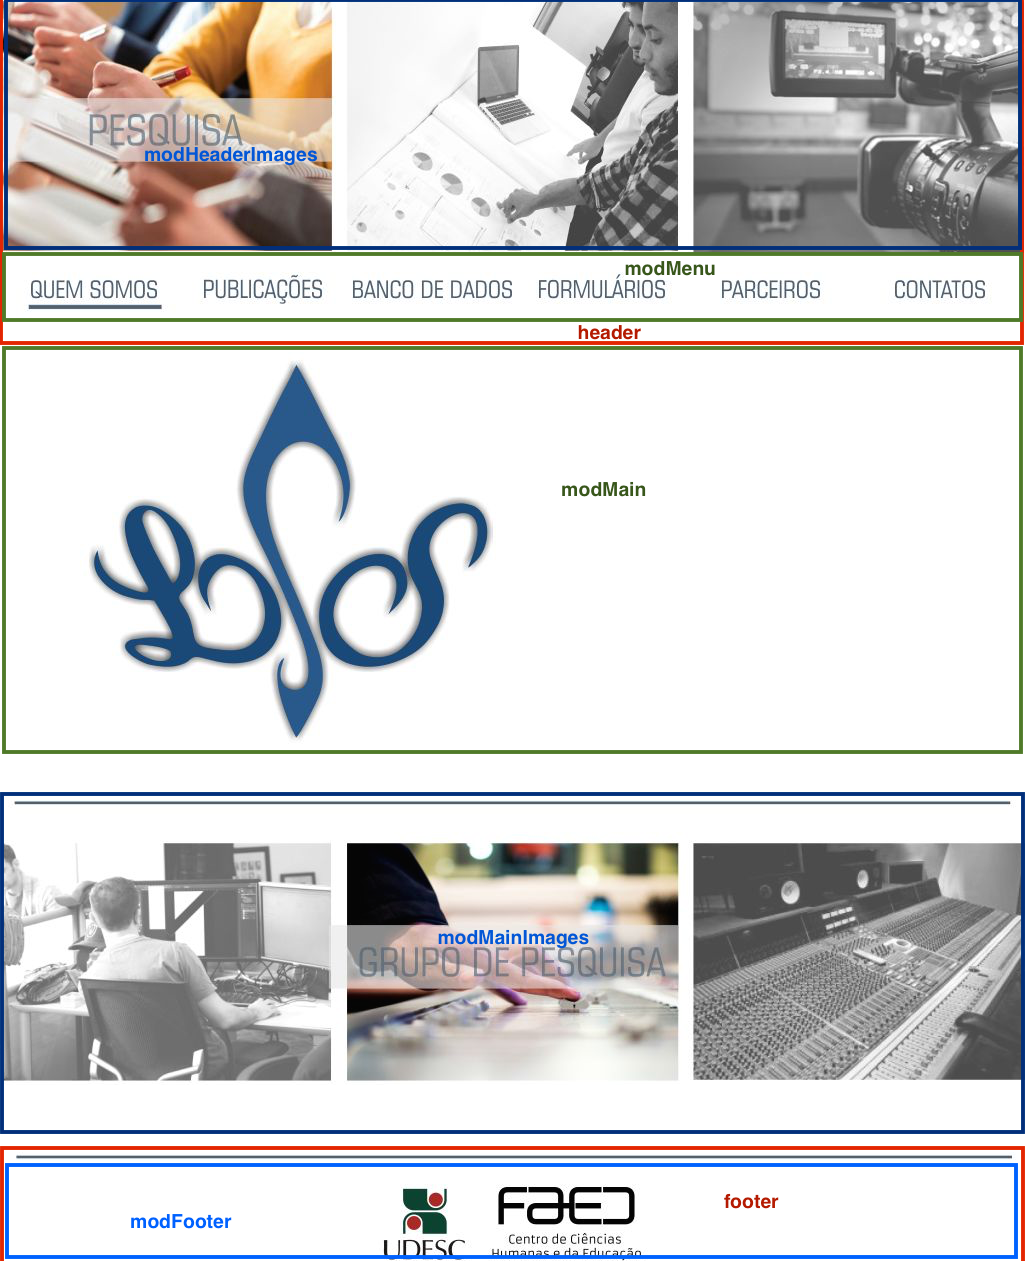 PESQUISA
modHeaderImages
modMenu
QUEM SOMOS PUBLICAÇÕES BANCO DE DADOS FORMULÁRIOS PARCEIROS CONTATOS
header
modMain
LOS
modMainImages
GRUPO DE PESQUISA
footer
modFooter
UDESC
FAED
Centro de Ciências
Humanas e da Educação